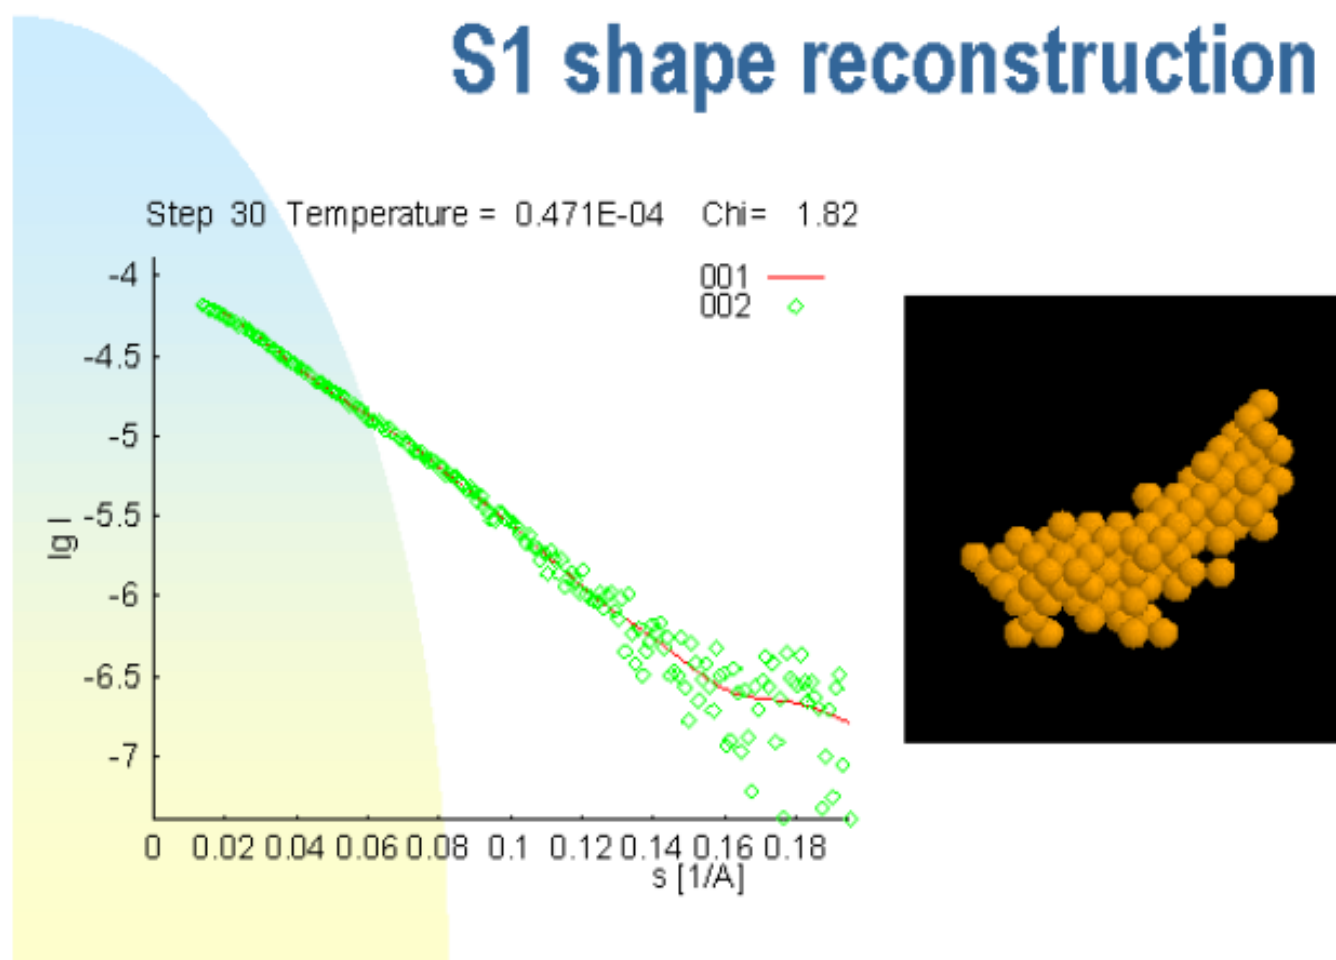 S1 shape reconstruction
Step 30 Temperature = 0.471E-04 Chi= 1.82
001
002
-4
-4.5
-5
-5.5
-6
-6.5
-7
lg I
0 0.02 0.04 0.06 0.08 0.1 0.12 0.14 0.16 0.18
s [1/A]